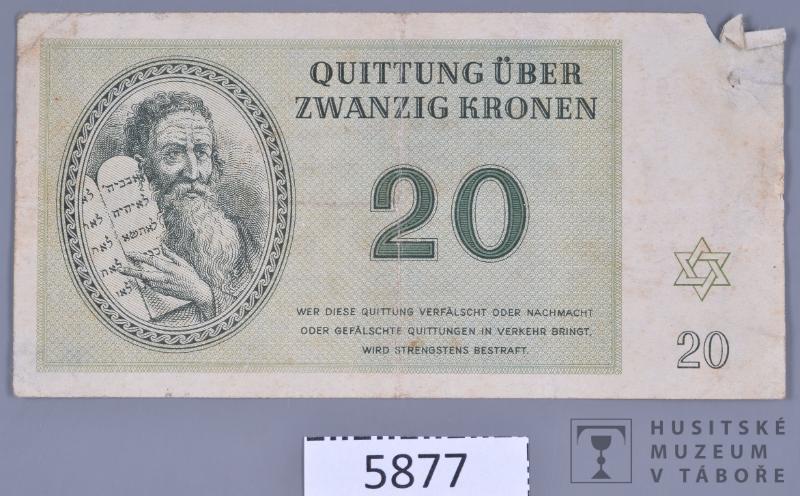 QUITTUNG ÜBER
ZWANZIG KRONEN
20
WER DIESE QUITTUNG VERFÄLSCHT ODER NACHMACHT
ODER GEFÄLSCHTE QUITTUNGEN IN VERKEHR BRINGT,
WIRD STRENGSTENS BESTRAFT.
20
5877
HUSITSKÉ
MUZEUM
V TÁBOŘE